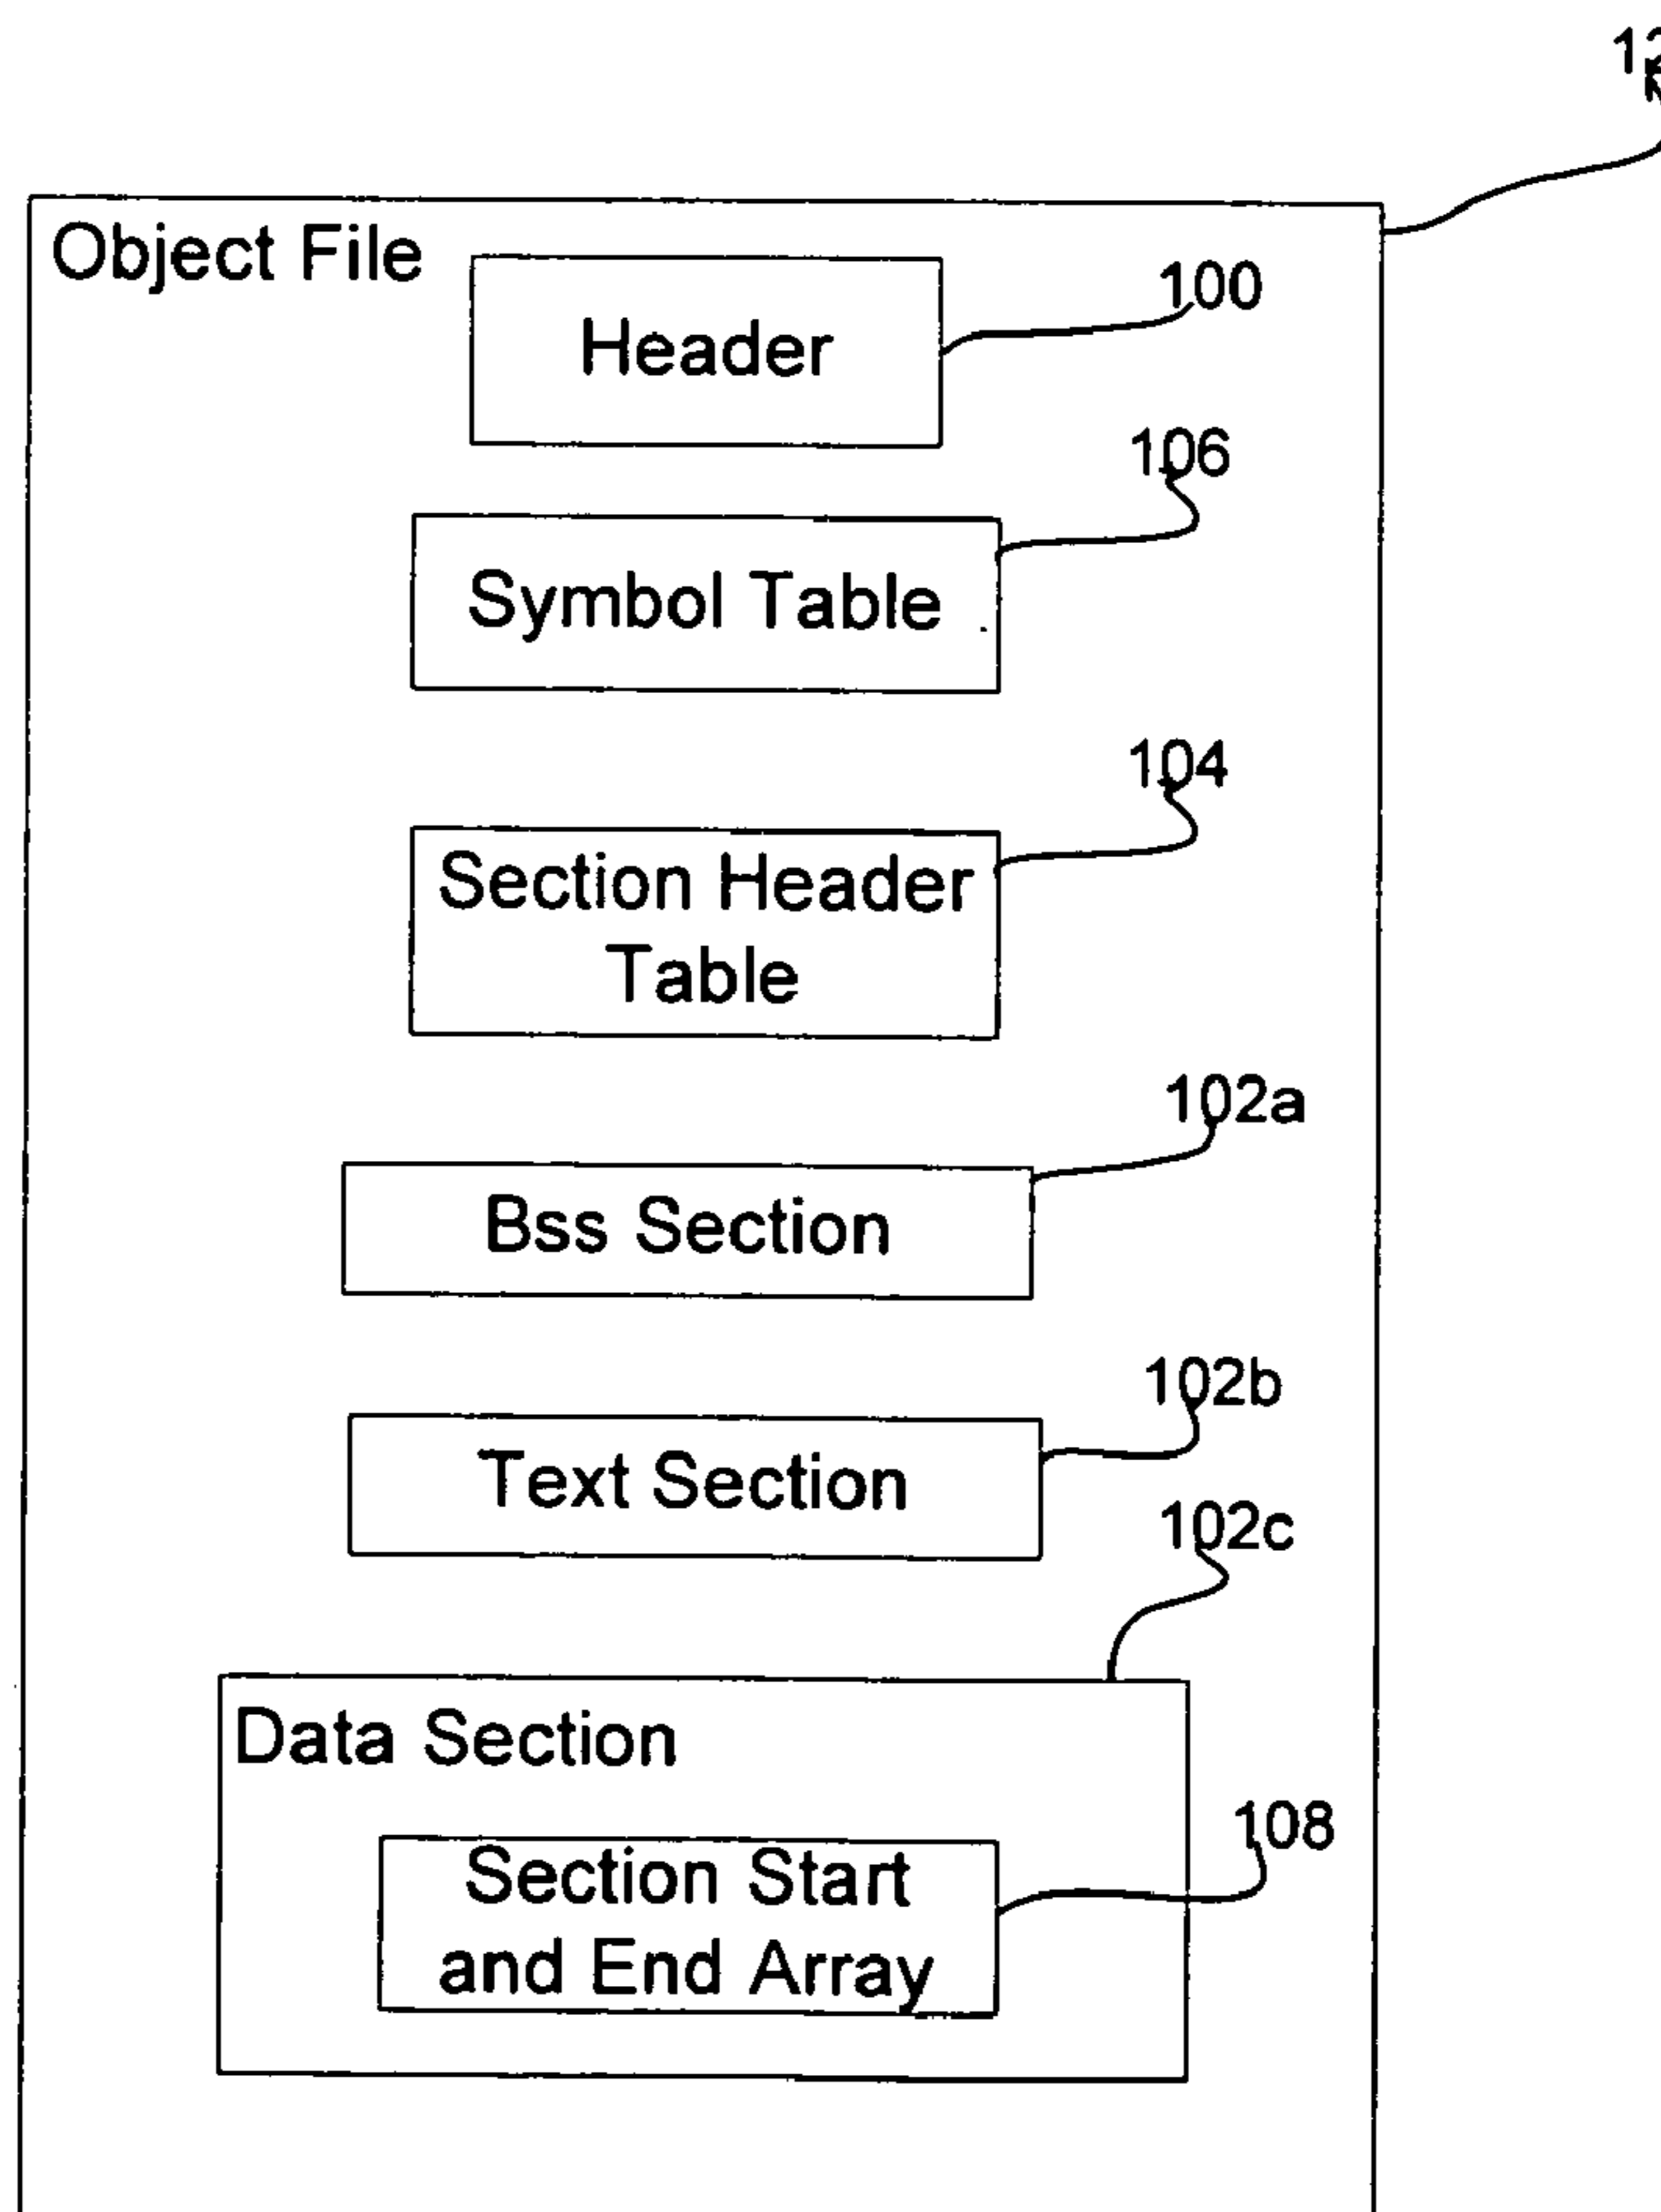 Object File
100
Header
106
Symbol Table
104
Section Header
Table
102a
Bss Section
102b
Text Section
102c
Data Section
108
Section Start
and End Array